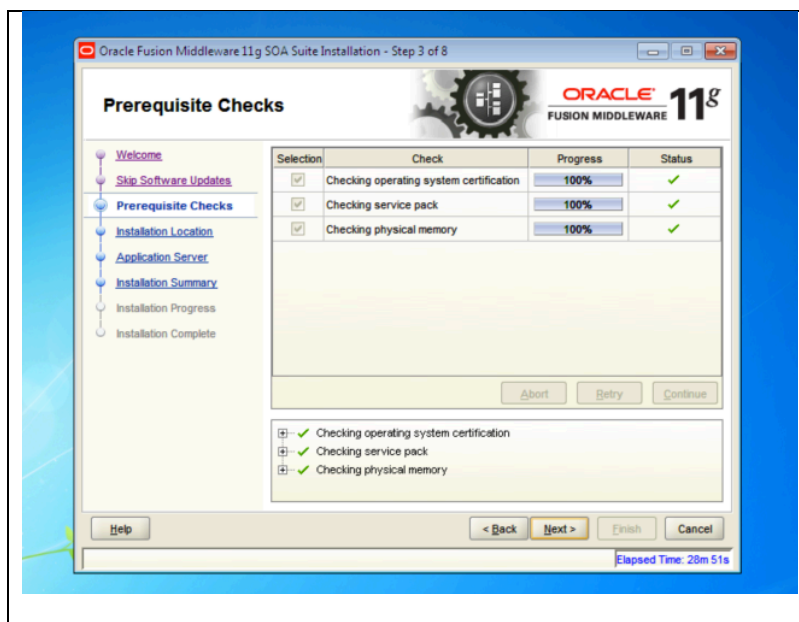 Oracle Fusion Middleware 11g SOA Suite Installation - Step 3 of 8
Prerequisite Checks
ORACLE
FUSION MIDDLEWARE 11g
Welcome
Skip Software Updates
Prerequisite Checks
Installation Location
Application Server
Installation Summary
Installation Progress
Installation Complete
Selection Check Progress Status
Checking operating system certification 100%
Checking service pack 100%
Checking physical memory 100%
Abort Retry Continue
Checking operating system certification
Checking service pack
Checking physical memory
Help < Back Next > Finish Cancel
Elapsed Time: 28m 51s